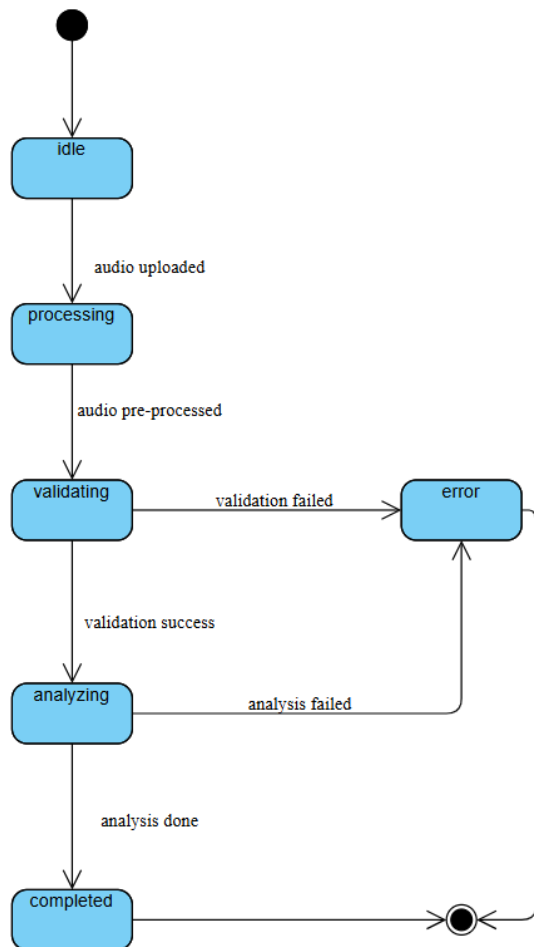 idle
audio uploaded
processing
audio pre-processed
validating
validation failed
error
validation success
analyzing
analysis failed
analysis done
completed